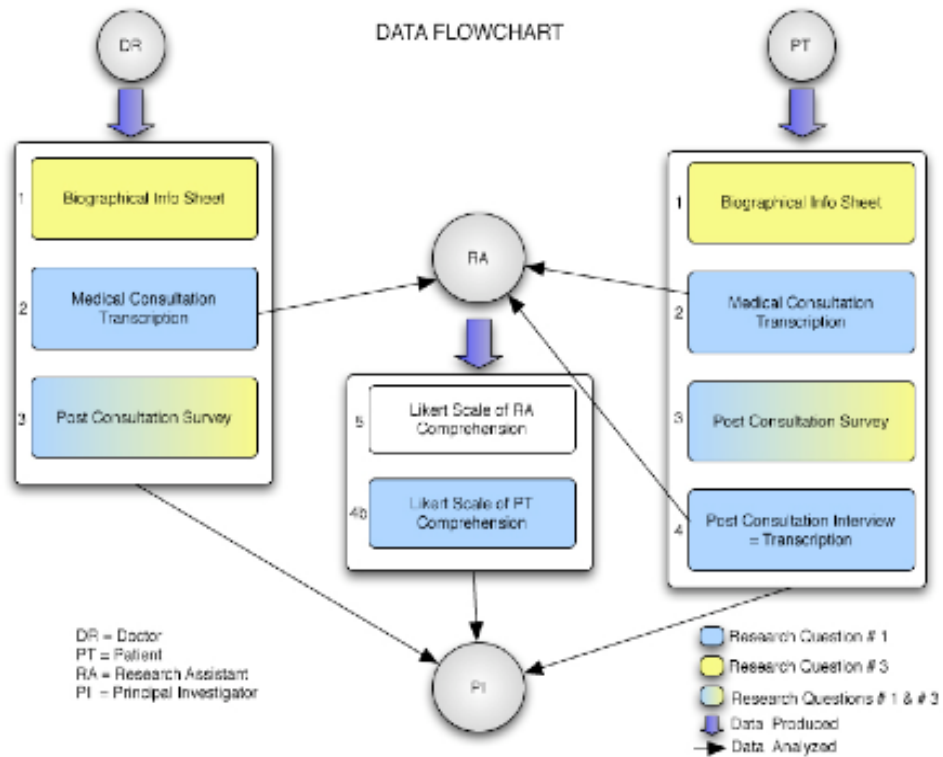 DATA FLOWCHART
DR
PT
1
Biographical Info Sheet
2
Medical Consultation
Transcription
3
Post Consultation Survey
RA
5
Likert Scale of RA
Comprehension
4b
Likert Scale of PT
Comprehension
1
Biographical Info Sheet
2
Medical Consultation
Transcription
3
Post Consultation Survey
4
Post Consultation Interview
= Transcription
PI
DR = Doctor
PT = Patient
RA = Research Assistant
PI = Principal Investigator
Research Question # 1
Research Question # 3
Research Questions # 1 & # 3
Data Produced
Data Analyzed